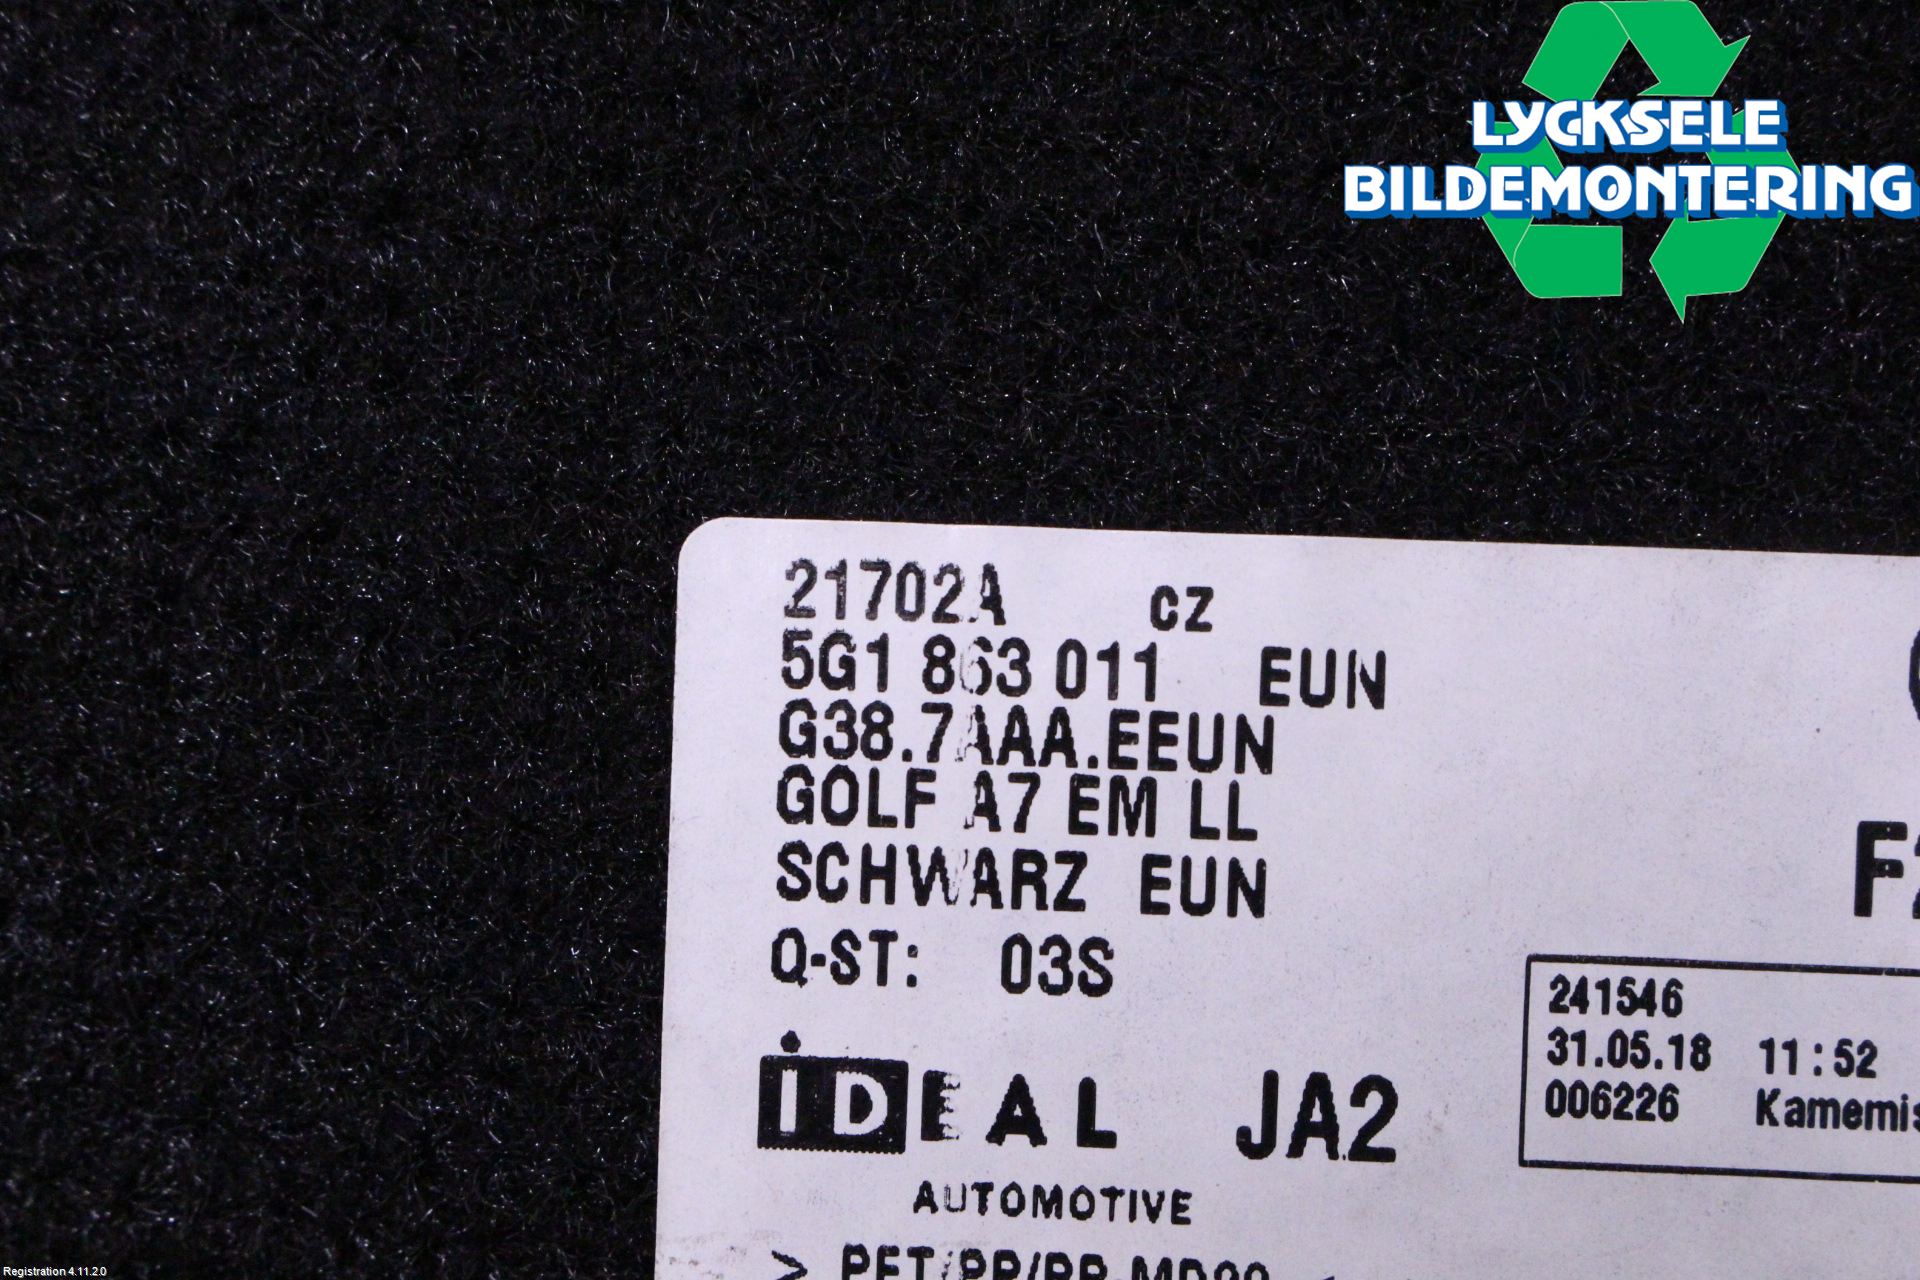 LYCKSELE
BILDEMONTERING
21702A CZ
5G1 863 011 EUN
G38.7AAA.EEUN
GOLF A7 EM LL
SCHWARZ EUN
Q-ST: 03S
241546
31.05.18 11:52
006226
iDEAL JA2
AUTOMOTIVE
Registration 4.11.2.0